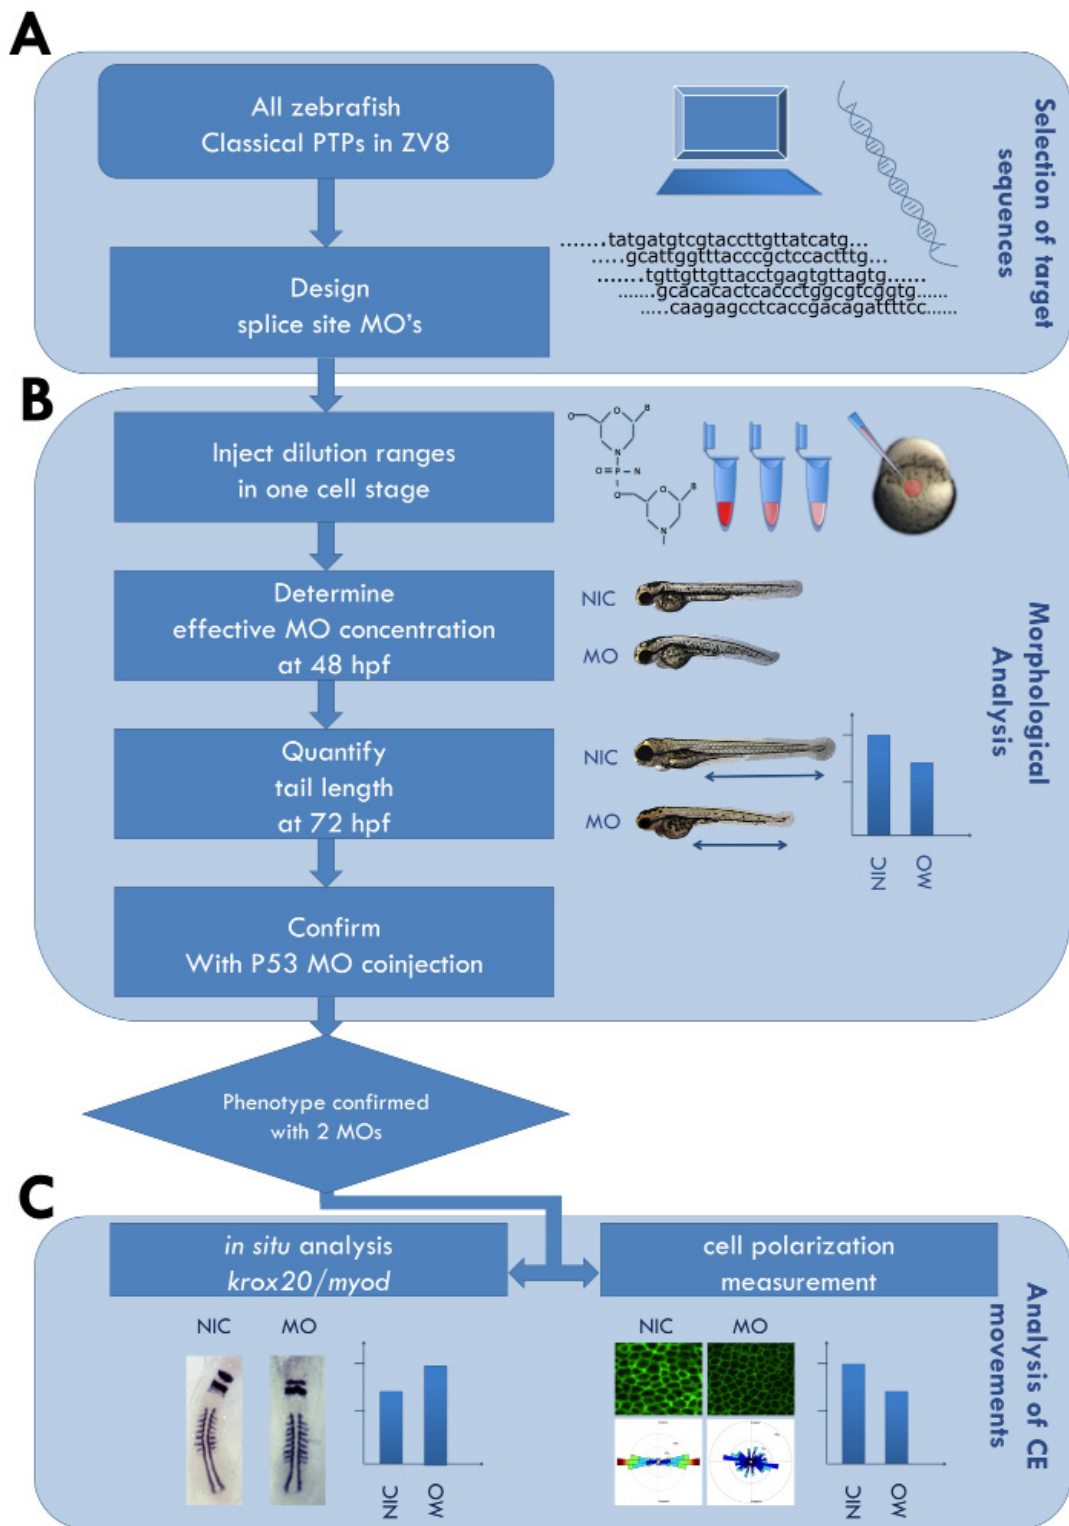 A
All zebrafish
Classical PTPs in ZV8
Design
splice site MO's
.......tatgatgtcgtaccttgttatcatg...
.....gcattggtttacccgctccactttg...
.......tgttgttgttacctgagtgttagtg......
.......gcacacactcaccctggcgtcggtg......
.....caagagcctcaccgacagattttcc......
Selection of target
sequences
B
Inject dilution ranges
in one cell stage
O
O
B
N
O=P-N
O
O
B
N
Determine
effective MO concentration
at 48 hpf
NIC
MO
Quantify
tail length
at 72 hpf
NIC
MO
NIC
MO
Confirm
With P53 MO coinjection
Morphological
Analysis
Phenotype confirmed
with 2 MOs
C
in situ analysis
krox20/myod
NIC
MO
NIC
MO
cell polarization
measurement
NIC
MO
NIC
MO
Analysis of CE
movements